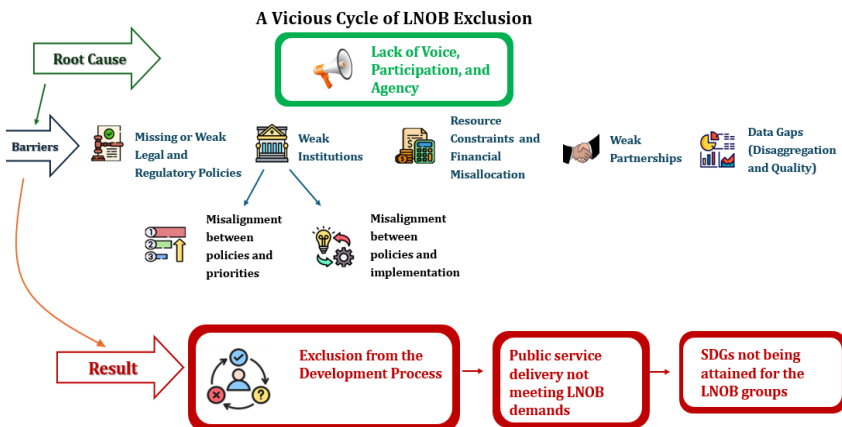 A Vicious Cycle of LNOB Exclusion
Root Cause
Lack of Voice,
Participation, and
Agency
Barriers
Missing or Weak
Legal and
Regulatory Policies
Weak
Institutions
Resource
Constraints and
Financial
Misallocation
Weak
Partnerships
Data Gaps
(Disaggregation
and Quality)
1
2
3
Misalignment
between
policies and
priorities
Misalignment
between
policies and
implementation
Result
?
Exclusion from the
Development Process
Public service
delivery not
meeting LNOB
demands
SDGs not being
attained for the
LNOB groups